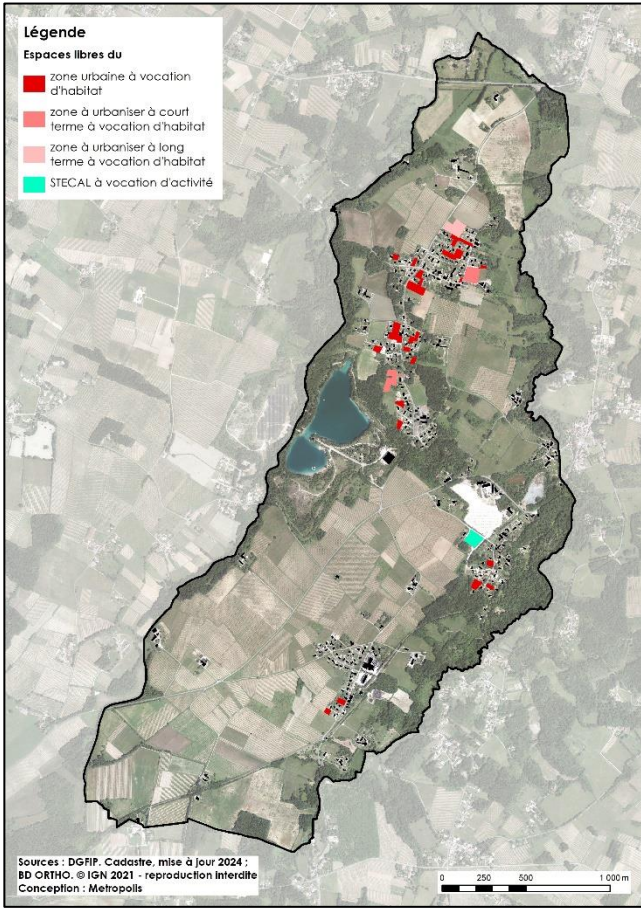 Légende
Espaces libres du
zone urbaine à vocation
d'habitat
zone à urbaniser à court
terme à vocation d'habitat
zone à urbaniser à long
terme à vocation d'habitat
STECAL à vocation d'activité
Sources : DGFIP. Cadastre, mise à jour 2024 ;
BD ORTHO. © IGN 2021 - reproduction interdite
Conception : Metropolis
0 250 500 1 000 m